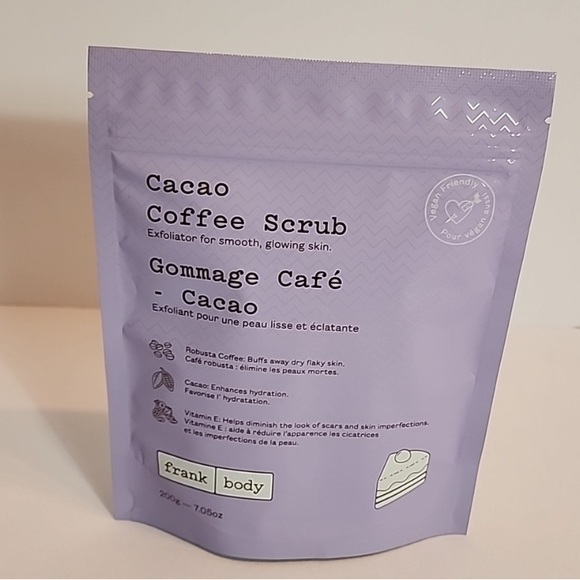 Cacao
Coffee Scrub
Exfoliator for smooth, glowing skin.
Gommage Café
- Cacao
Exfoliant pour une peau lisse et éclatante
Vegan Friendly
Pour végan aussi
Robusta Coffee: Buffs away dry flaky skin.
Café robusta : élimine les peaux mortes.
Cacao: Enhances hydration.
Favorise l' hydratation.
Vitamin E: Helps diminish the look of scars and skin imperfections.
Vitamine E : aide à réduire l'apparence les cicatrices
et les imperfections de la peau.
frank body
200g — 7.05oz